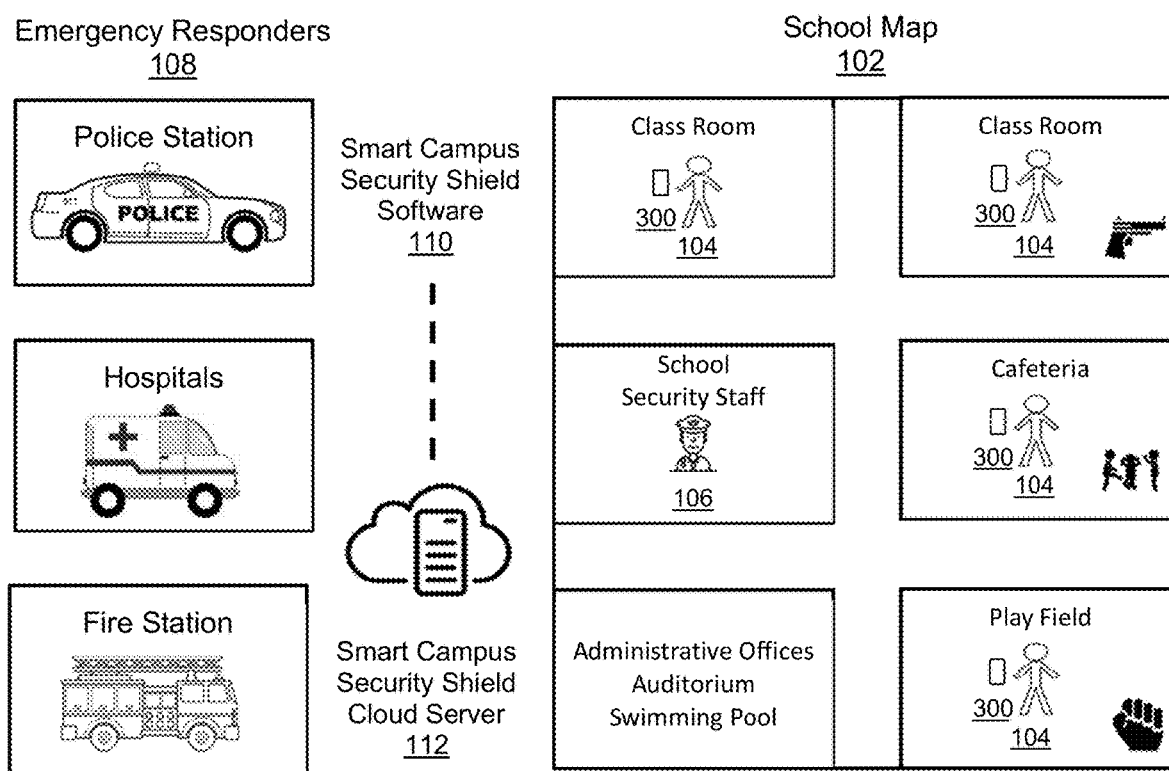 Emergency Responders
108
Police Station
POLICE
Hospitals
Fire Station
Smart Campus
Security Shield
Software
110
Smart Campus
Security Shield
Cloud Server
112
School Map
102
Class Room
300
104
Class Room
300
104
School
Security Staff
106
Cafeteria
300
104
Administrative Offices
Auditorium
Swimming Pool
Play Field
300
104